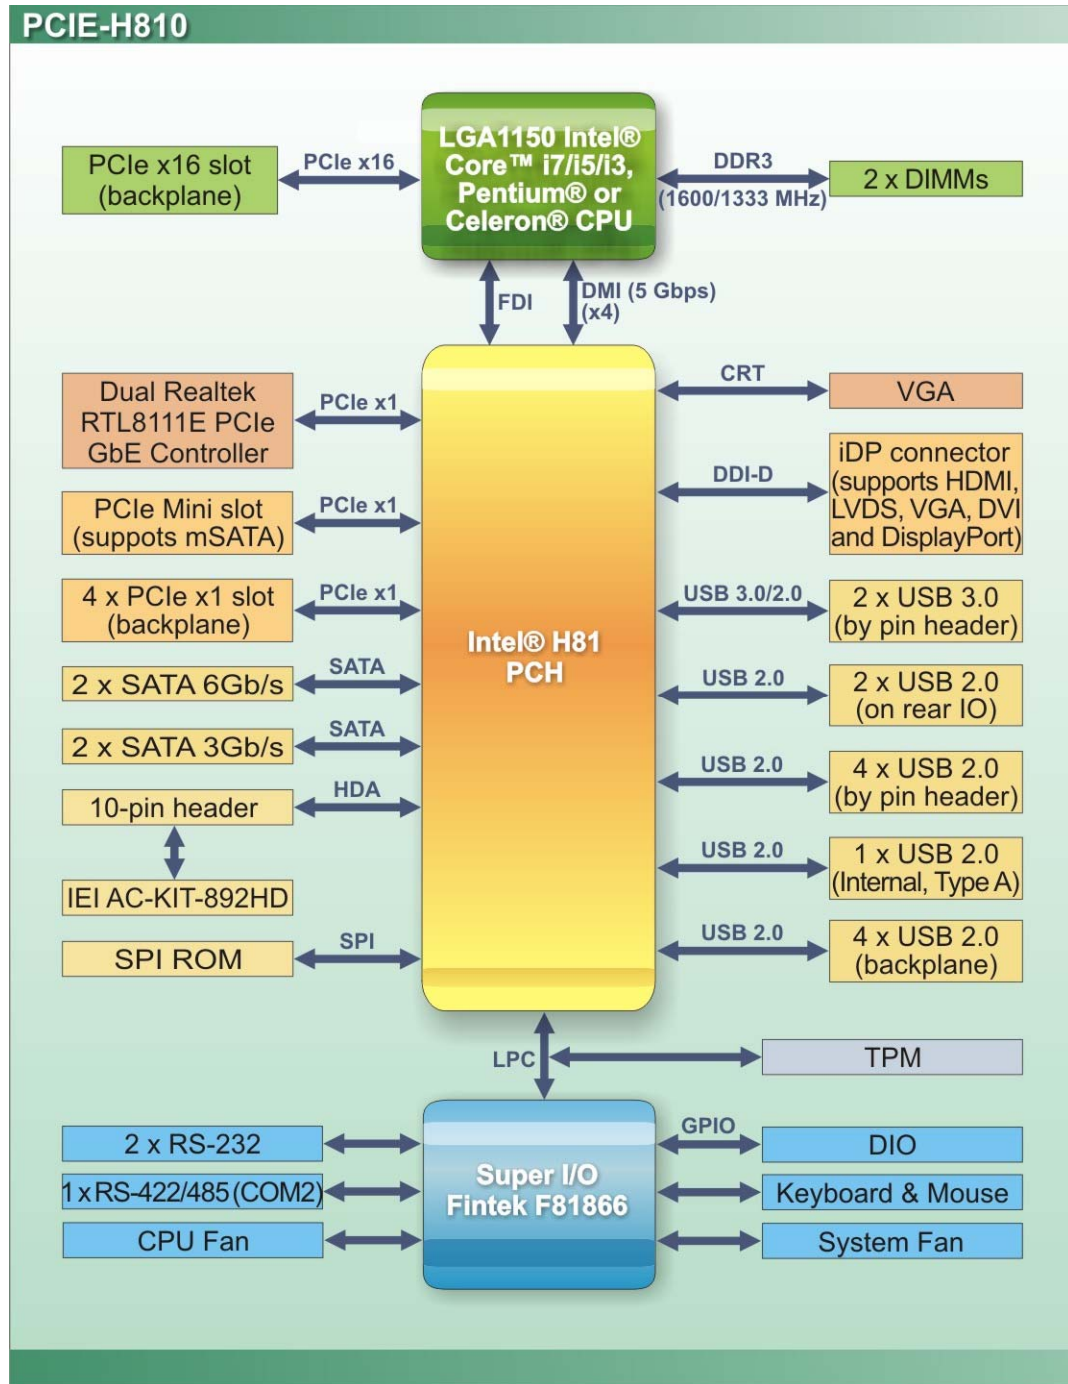 PCIE-H810
LGA1150 Intel®
Core™ i7/i5/i3,
Pentium® or
Celeron® CPU
PCIe x16 slot
(backplane)
PCIe x16
DDR3
(1600/1333 MHz)
2 x DIMMs
FDI
DMI (5 Gbps)
(x4)
Dual Realtek
RTL8111E PCIe
GbE Controller
PCIe x1
PCIe Mini slot
(suppots mSATA)
PCIe x1
4 x PCIe x1 slot
(backplane)
PCIe x1
2 x SATA 6Gb/s
SATA
2 x SATA 3Gb/s
SATA
10-pin header
HDA
IEI AC-KIT-892HD
SPI ROM
SPI
Intel® H81
PCH
CRT
VGA
DDI-D
iDP connector
(supports HDMI,
LVDS, VGA, DVI
and DisplayPort)
USB 3.0/2.0
2 x USB 3.0
(by pin header)
USB 2.0
2 x USB 2.0
(on rear IO)
USB 2.0
4 x USB 2.0
(by pin header)
USB 2.0
1 x USB 2.0
(Internal, Type A)
USB 2.0
4 x USB 2.0
(backplane)
LPC
TPM
2 x RS-232
1 x RS-422/485 (COM2)
CPU Fan
Super I/O
Fintek F81866
GPIO
DIO
Keyboard & Mouse
System Fan